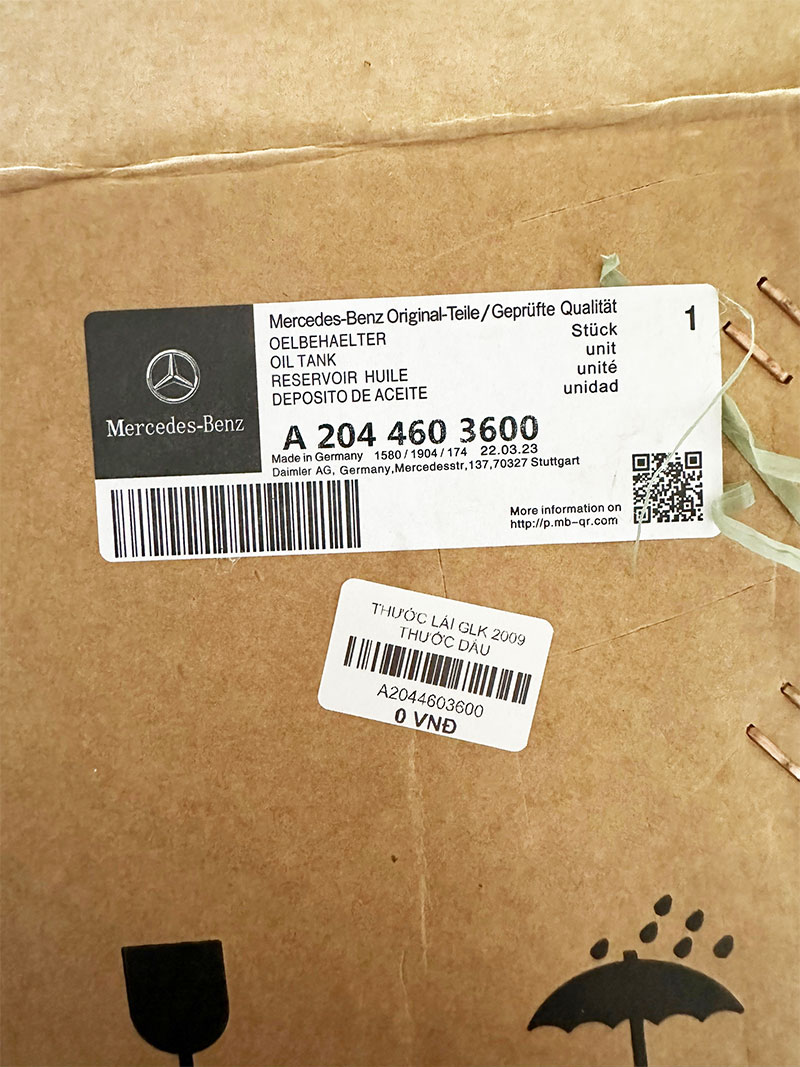 Mercedes-Benz Original-Teile/Geprüfte Qualität
OELBEHAELTER
OIL TANK
RESERVOIR HUILE
DEPOSITO DE ACEITE
Stück
unit
unité
unidad
1
Mercedes-Benz
A 204 460 3600
Made in Germany 1580 / 1904 / 174 22.03.23
Daimler AG, Germany,Mercedesstr,137,70327 Stuttgart
More information on
http://p.mb-qr.com
THƯỚC LÁI GLK 2009
THƯỚC DẦU
A2044603600
0 VNĐ